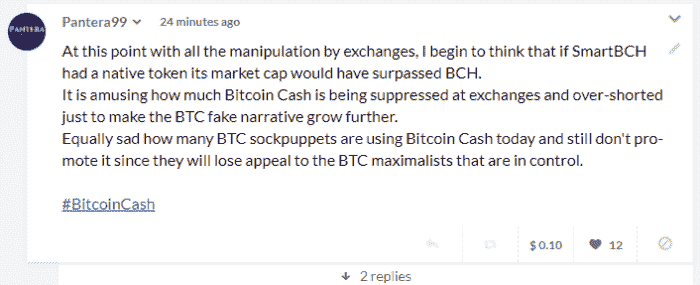 PANTERA
Pantera99 24 minutes ago
At this point with all the manipulation by exchanges, I begin to think that if SmartBCH
had a native token its market cap would have surpassed BCH.
It is amusing how much Bitcoin Cash is being suppressed at exchanges and over-shorted
just to make the BTC fake narrative grow further.
Equally sad how many BTC sockpuppets are using Bitcoin Cash today and still don't pro-
mote it since they will lose appeal to the BTC maximalists that are in control.
#BitcoinCash
$ 0.10 12
2 replies